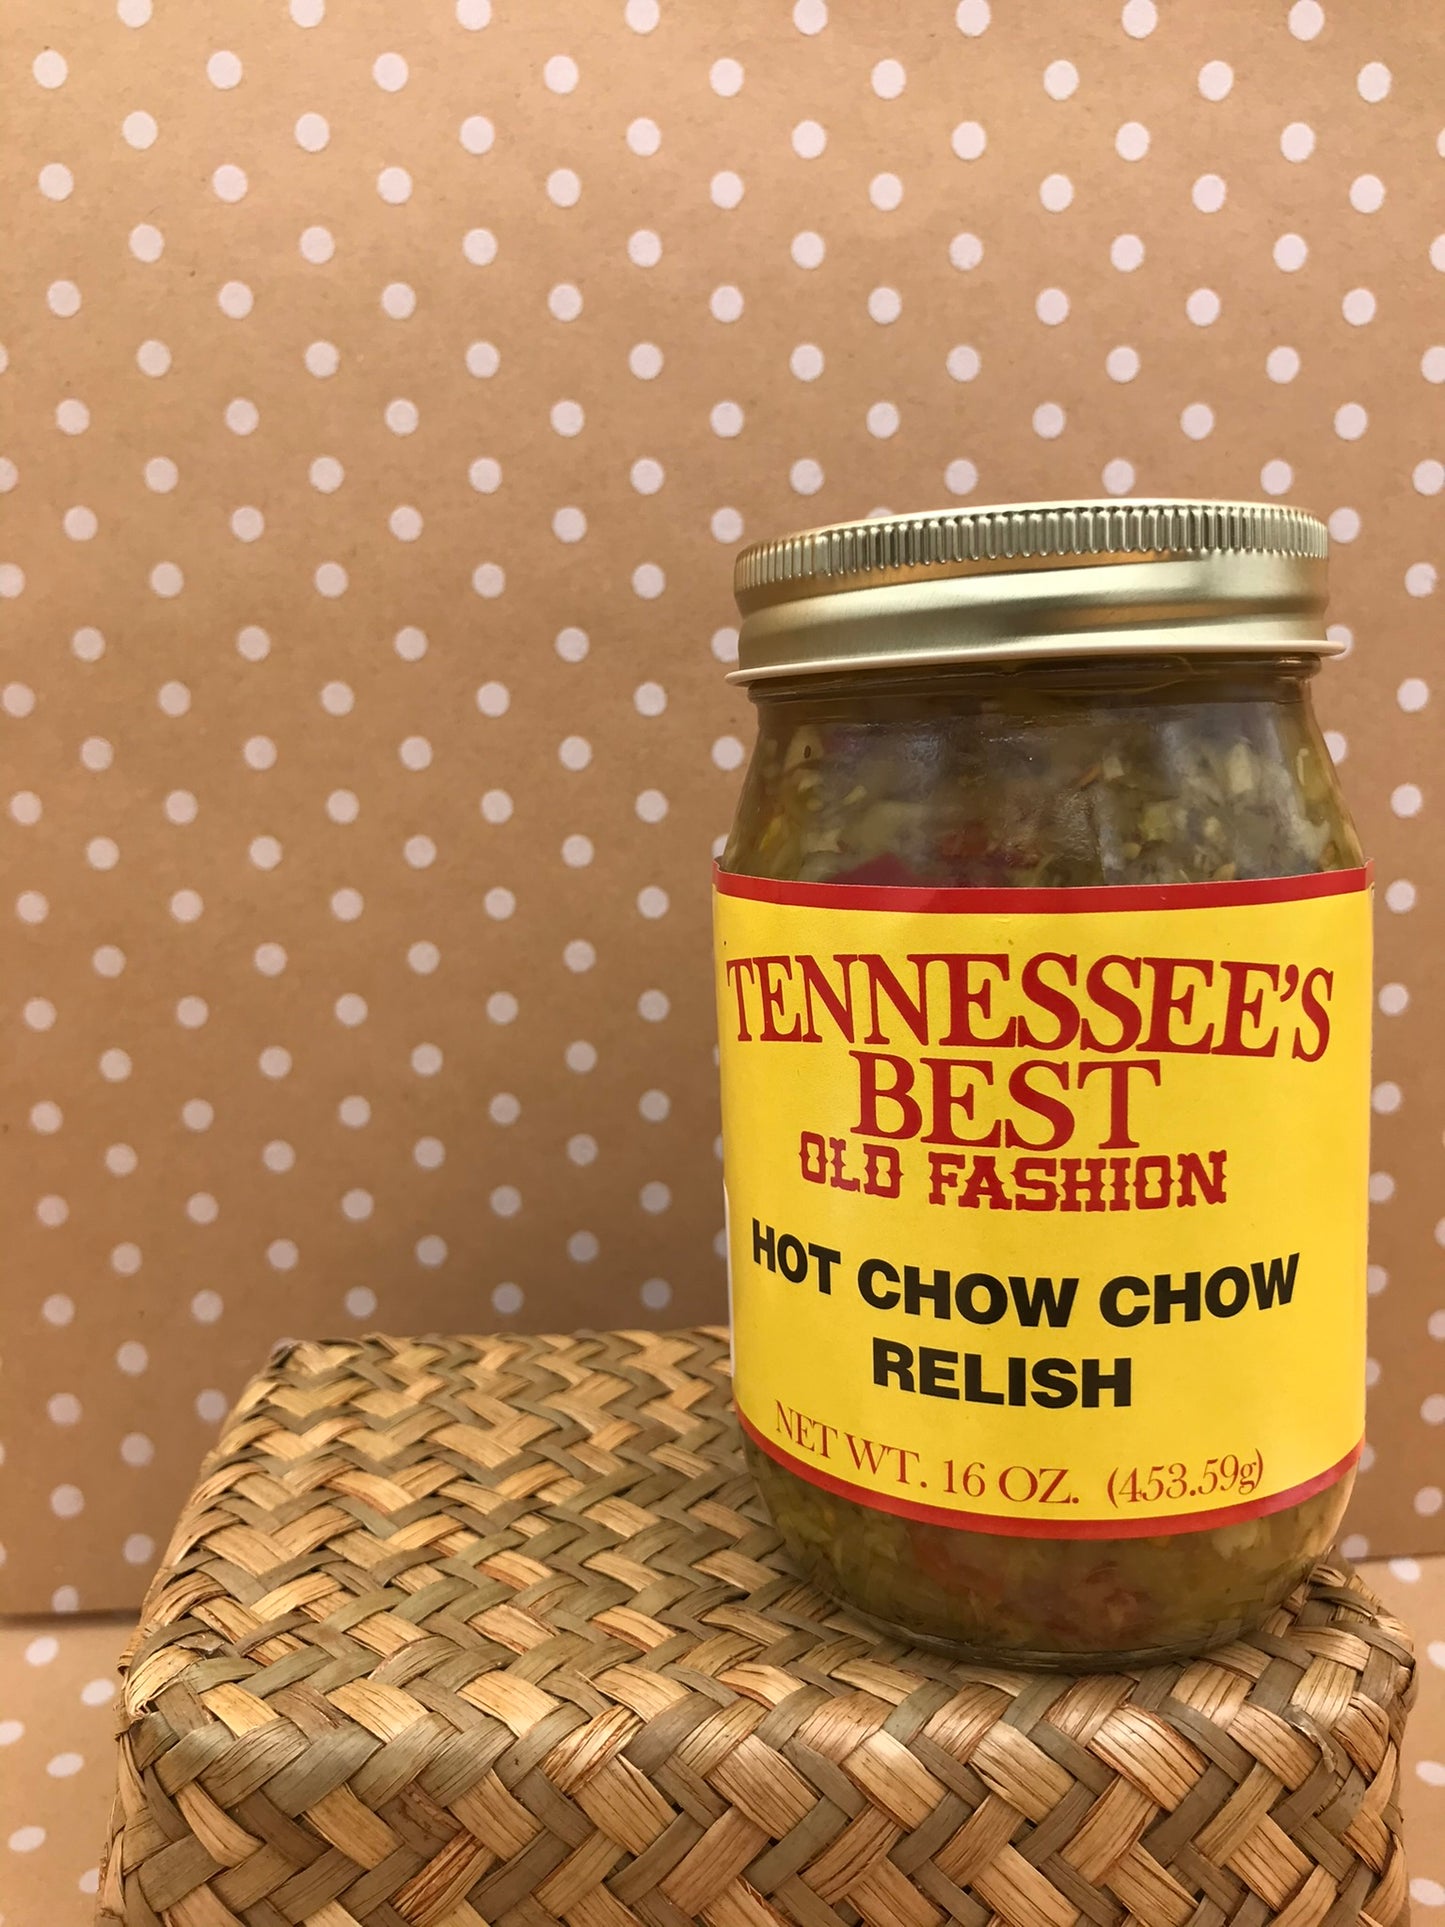 TENNESSEE'S
BEST
OLD FASHION
HOT CHOW CHOW
RELISH
NET WT. 16 OZ. (453.59g)